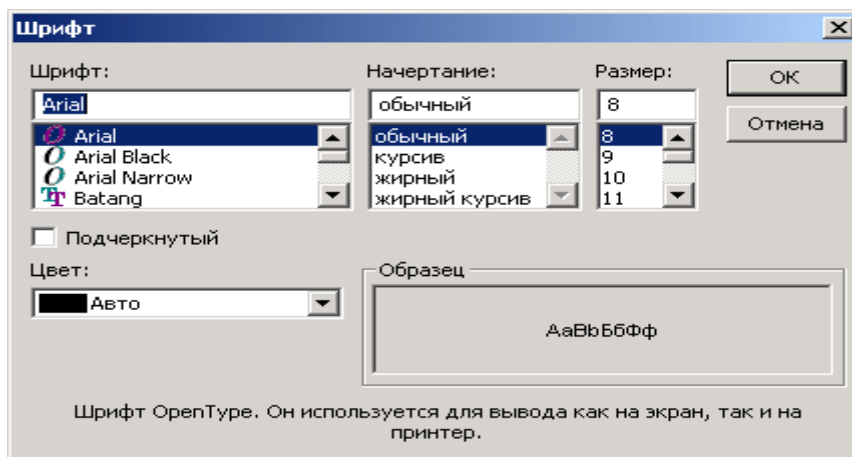 Шрифт
Шрифт: Начертание: Размер:
Arial обычный 8 ОК
Arial обычный 8 Отмена
Arial Black курсив 9
Arial Narrow жирный 10
Batang жирный курсив 11
Подчеркнутый
Цвет: Образец
Авто
АаBbБбФф
Шрифт OpenType. Он используется для вывода как на экран, так и на
принтер.